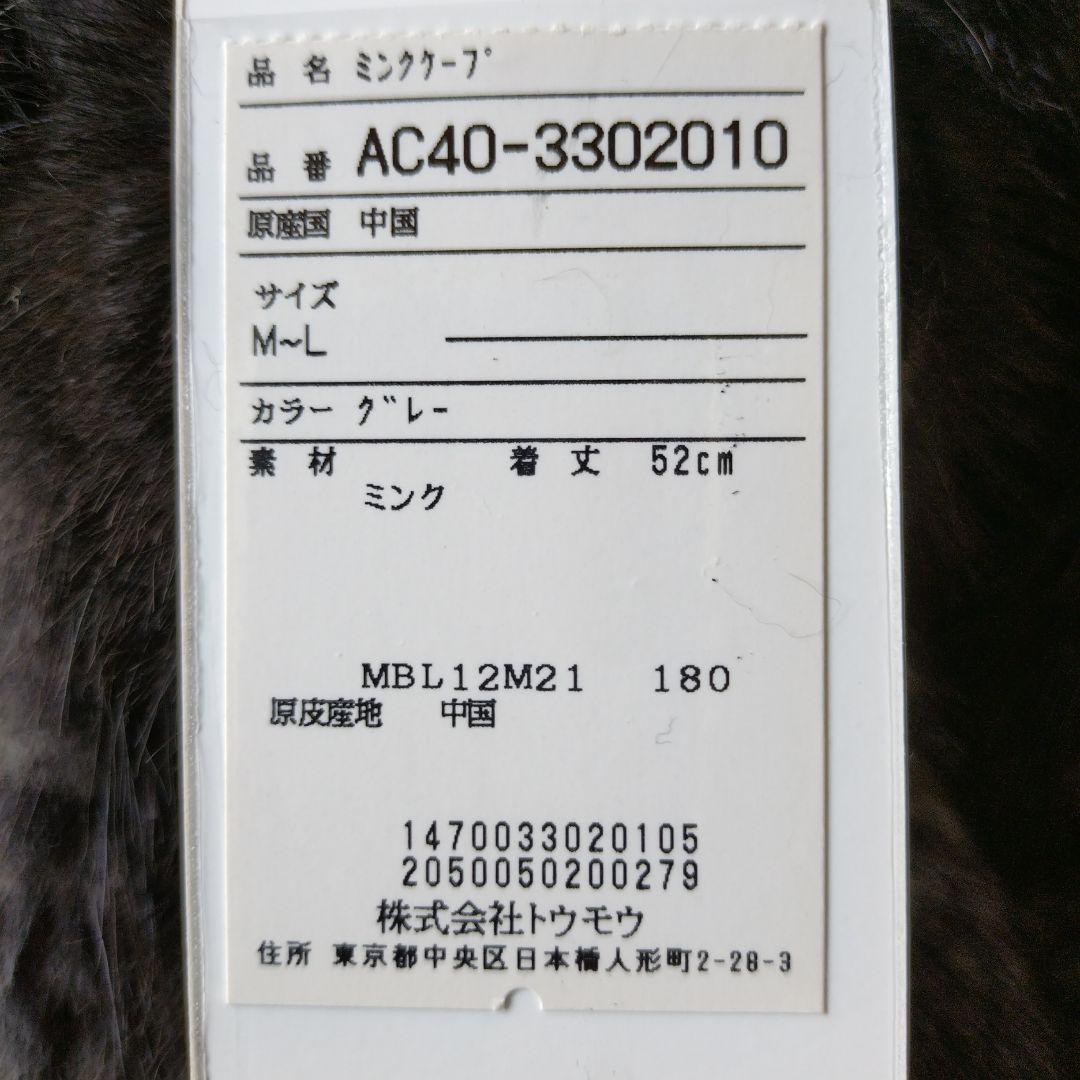 品 名 ミンクケープ
品 番 AC40-3302010
原産国 中国
サイズ
M~L
カラー グレー
素 材 着 丈 52cm
ミンク
MBL12M21 180
原皮産地 中国
1470033020105
2050050200279
株式会社トウモウ
住所 東京都中央区日本橋人形町2-28-3